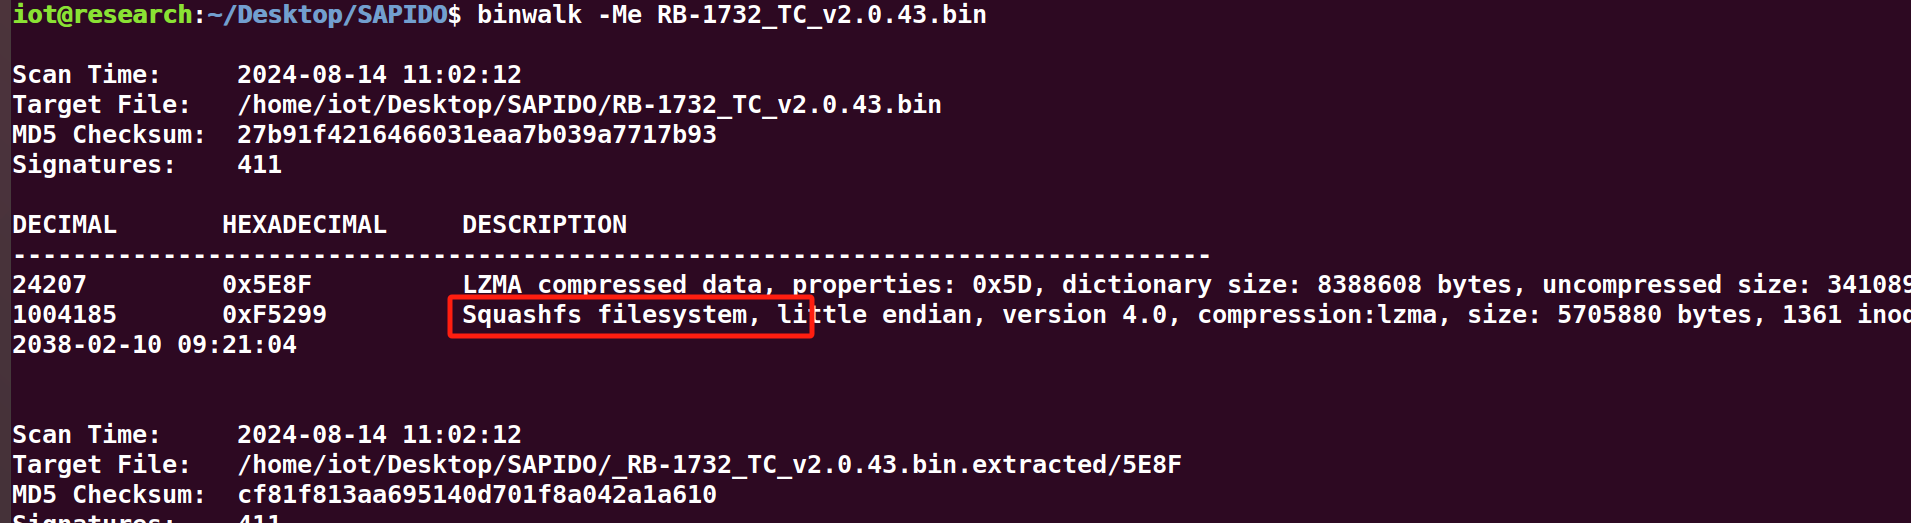 iot@research:~/Desktop/SAPIDO$ binwalk -Me RB-1732_TC_v2.0.43.bin
Scan Time:     2024-08-14 11:02:12
Target File:   /home/iot/Desktop/SAPIDO/RB-1732_TC_v2.0.43.bin
MD5 Checksum:  27b91f4216466031eaa7b039a7717b93
Signatures:    411
DECIMAL       HEXADECIMAL     DESCRIPTION
--------------------------------------------------------------------------------
24207         0x5E8F          LZMA compressed data, properties: 0x5D, dictionary size: 8388608 bytes, uncompressed size: 341089
1004185       0xF5299         Squashfs filesystem, little endian, version 4.0, compression:lzma, size: 5705880 bytes, 1361 inod
2038-02-10 09:21:04
Scan Time:     2024-08-14 11:02:12
Target File:   /home/iot/Desktop/SAPIDO/_RB-1732_TC_v2.0.43.bin.extracted/5E8F
MD5 Checksum:  cf81f813aa695140d701f8a042a1a610
Signatures:    411